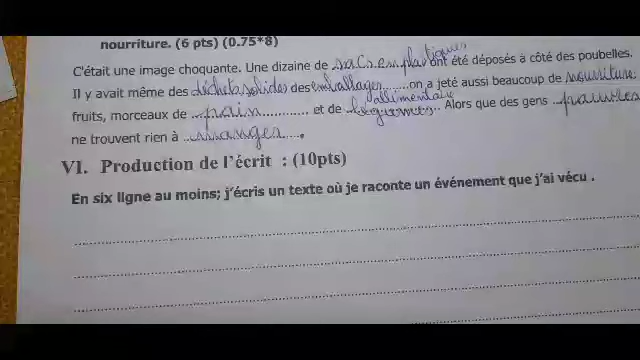 nourriture. (6 pts) (0.75*8)
C'était une image choquante. Une dizaine de sacs en plastiques ont été déposés à côté des poubelles.
Il y avait même des déchets solides des emballages........on a jeté aussi beaucoup de nourriture:
allimentaire
fruits, morceaux de ...pain............. et de légumes.. Alors que des gens ..pauvres
ne trouvent rien à ..manger.....
VI. Production de l'écrit : (10pts)
En six ligne au moins; j'écris un texte où je raconte un événement que j'ai vécu .